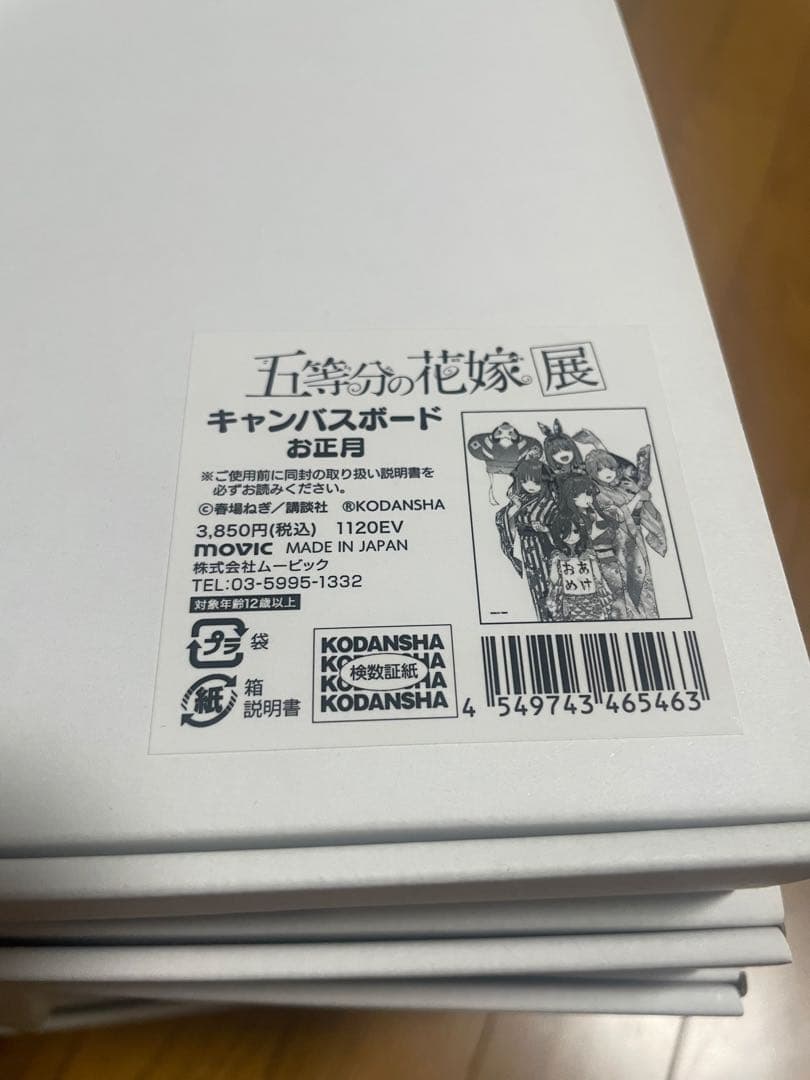 五等分の花嫁 展
キャンバスボード
お正月
※ご使用前に同封の取り扱い説明書を
必ずお読みください。
©春場ねぎ／講談社 ®KODANSHA
3,850円(税込) 1120EV
movic MADE IN JAPAN
株式会社ムービック
TEL:03-5995-1332
対象年齢12歳以上
プラ 袋
紙 箱
説明書
KODANSHA
KODANSHA
検数証紙
KODANSHA
KODANSHA
あけ
おめ
4 549743 465463